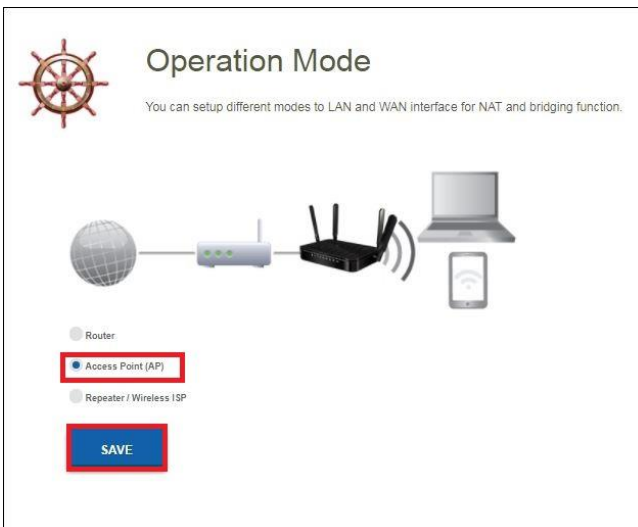 Operation Mode
You can setup different modes to LAN and WAN interface for NAT and bridging function.
Router
Access Point (AP)
Repeater / Wireless ISP
SAVE